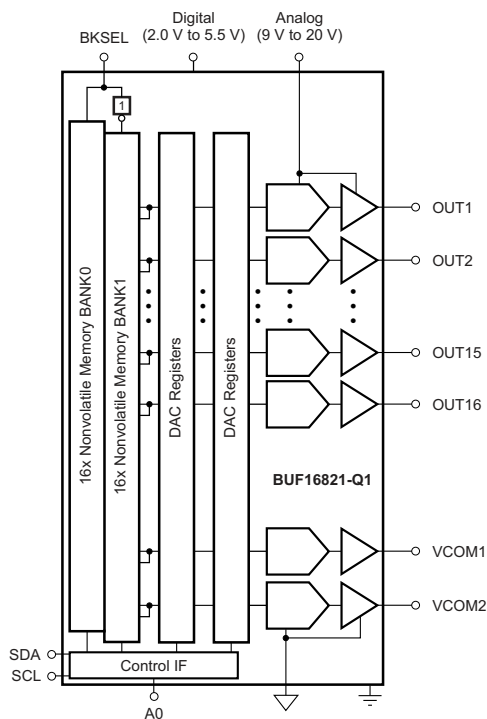 Digital
(2.0 V to 5.5 V)
Analog
(9 V to 20 V)
BKSEL
1
16x Nonvolatile Memory BANK0
16x Nonvolatile Memory BANK1
DAC Registers
DAC Registers
OUT1
OUT2
OUT15
OUT16
BUF16821-Q1
VCOM1
VCOM2
SDA
SCL
Control IF
A0